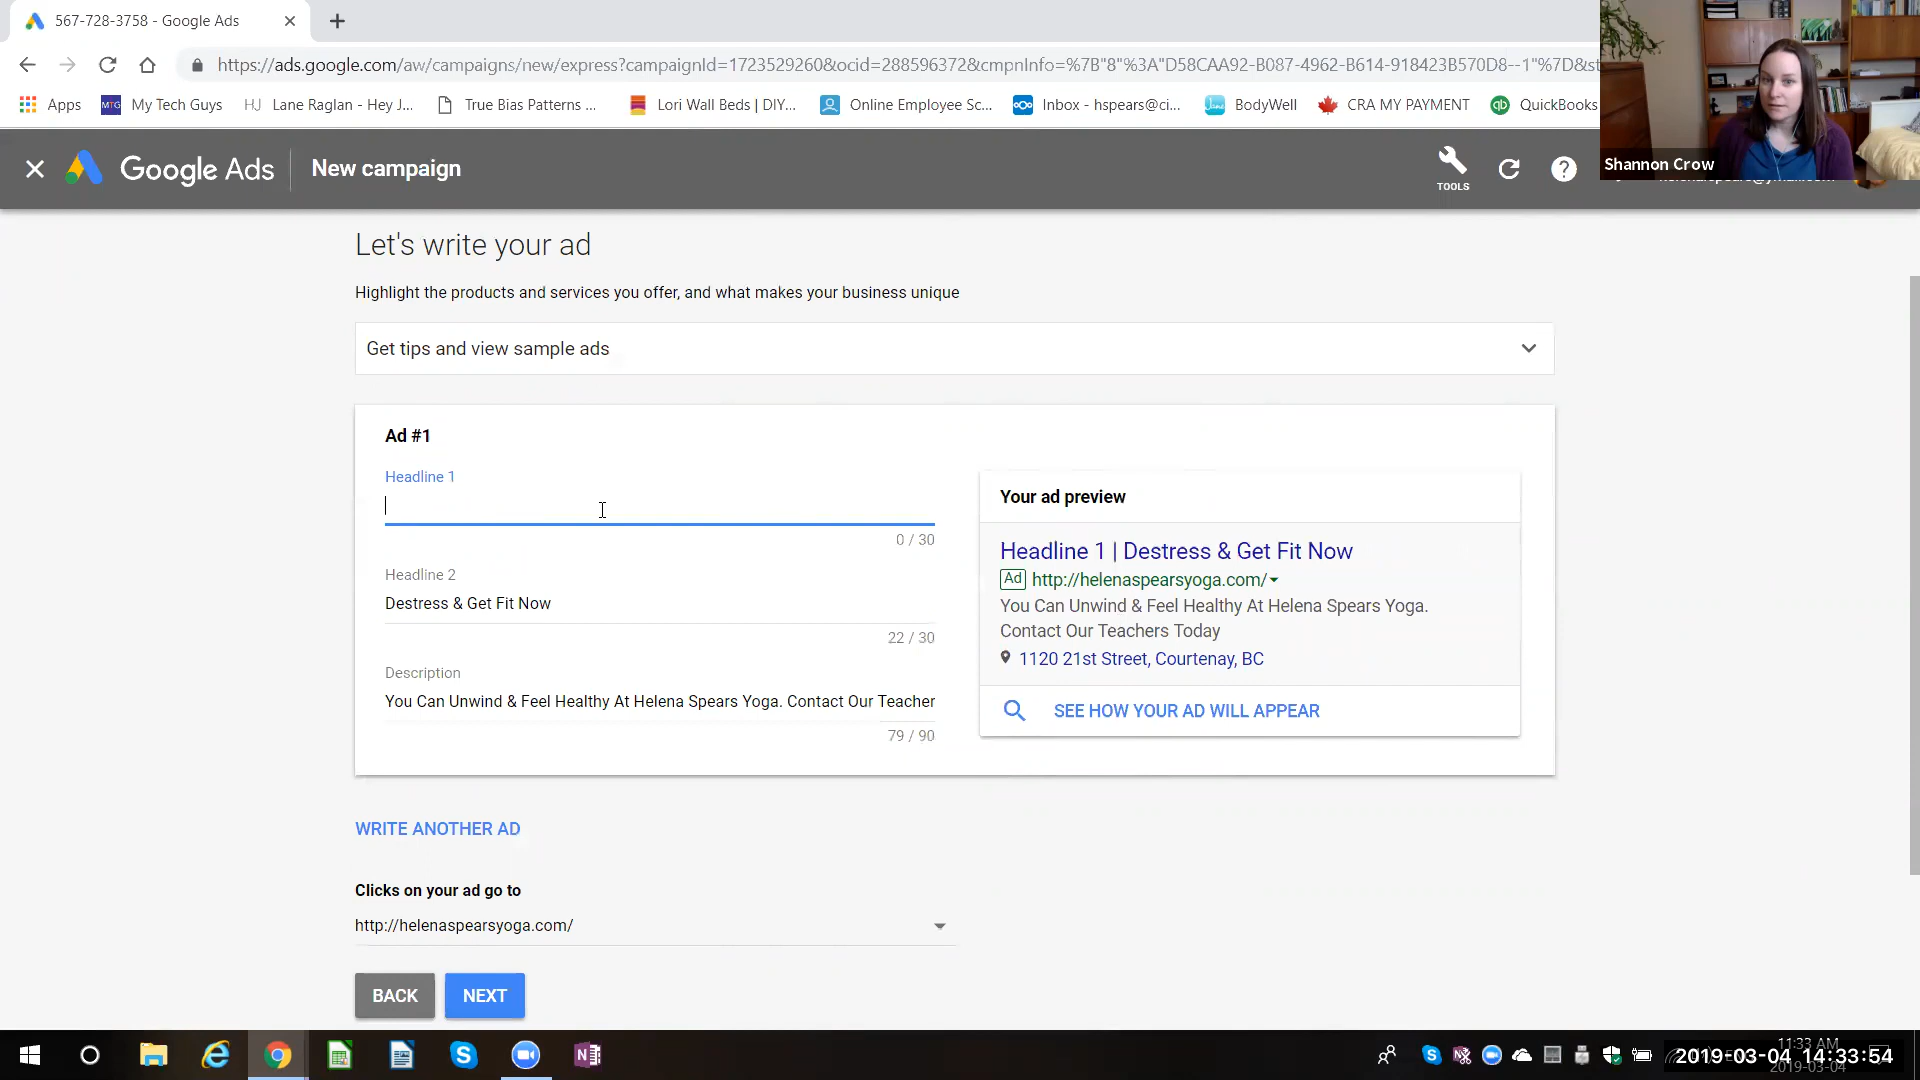 567-728-3758 - Google Ads
https://ads.google.com/aw/campaigns/new/express?campaignId=1723529260&ocid=288596372&cmpnInfo=%7B"8"%3A"D58CAA92-B087-4962-B614-918423B570D8--1"%7D&st
Apps
My Tech Guys
HJ Lane Raglan - Hey J...
True Bias Patterns ...
Lori Wall Beds | DIY,...
Online Employee Sc...
Inbox - hspears@ci...
BodyWell
CRA MY PAYMENT
QuickBooks
Shannon Crow
Google Ads
New campaign
TOOLS
Let's write your ad
Highlight the products and services you offer, and what makes your business unique
Get tips and view sample ads
Ad #1
Headline 1
0 / 30
Headline 2
Destress & Get Fit Now
22 / 30
Description
You Can Unwind & Feel Healthy At Helena Spears Yoga. Contact Our Teacher
79 / 90
Your ad preview
Headline 1 | Destress & Get Fit Now
Ad http://helenaspearsyoga.com/
You Can Unwind & Feel Healthy At Helena Spears Yoga.
Contact Our Teachers Today
1120 21st Street, Courtenay, BC
SEE HOW YOUR AD WILL APPEAR
WRITE ANOTHER AD
Clicks on your ad go to
http://helenaspearsyoga.com/
BACK
NEXT
11:33 AM
2019-03-04 14:33:54
2019-03-04